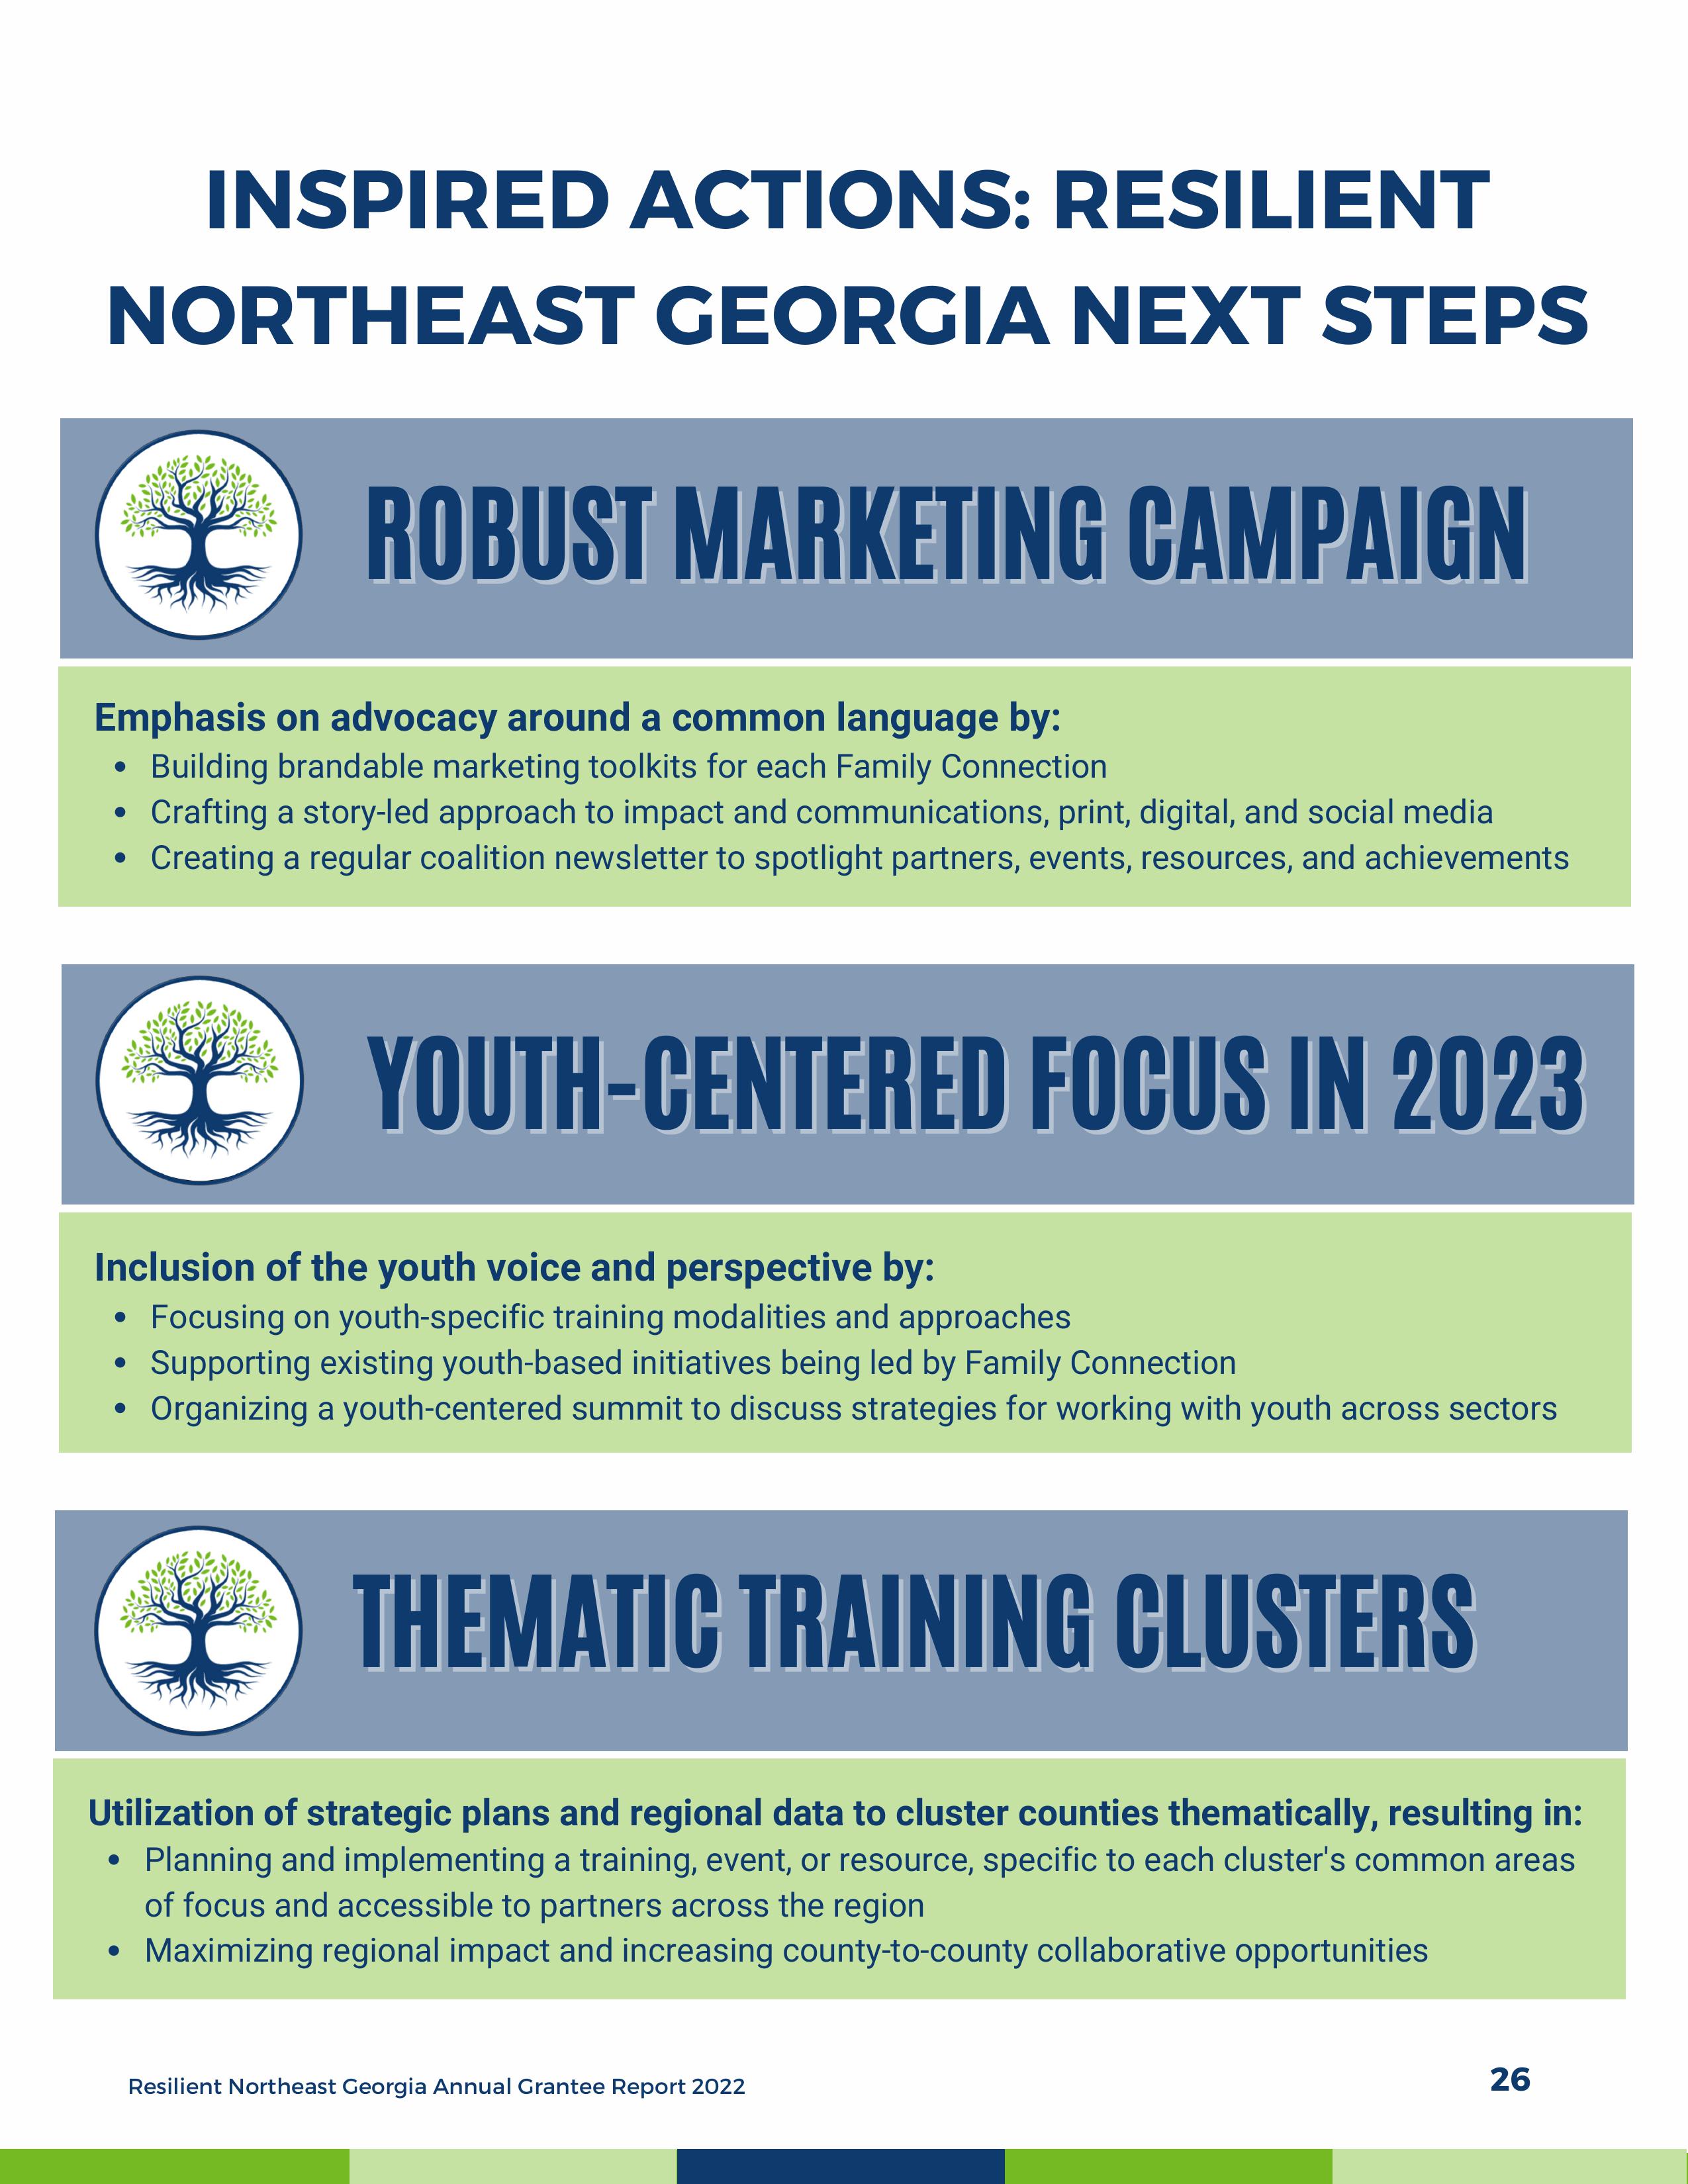 INSPIRED ACTIONS: RESILIENT
NORTHEAST GEORGIA NEXT STEPS
ROBUST MARKETING CAMPAIGN
Emphasis on advocacy around a common language by:
• Building brandable marketing toolkits for each Family Connection
• Crafting a story-led approach to impact and communications, print, digital, and social media
• Creating a regular coalition newsletter to spotlight partners, events, resources, and achievements
YOUTH-CENTERED FOCUS IN 2023
Inclusion of the youth voice and perspective by:
• Focusing on youth-specific training modalities and approaches
• Supporting existing youth-based initiatives being led by Family Connection
• Organizing a youth-centered summit to discuss strategies for working with youth across sectors
THEMATIC TRAINING CLUSTERS
Utilization of strategic plans and regional data to cluster counties thematically, resulting in:
• Planning and implementing a training, event, or resource, specific to each cluster's common areas
of focus and accessible to partners across the region
• Maximizing regional impact and increasing county-to-county collaborative opportunities
Resilient Northeast Georgia Annual Grantee Report 2022
26